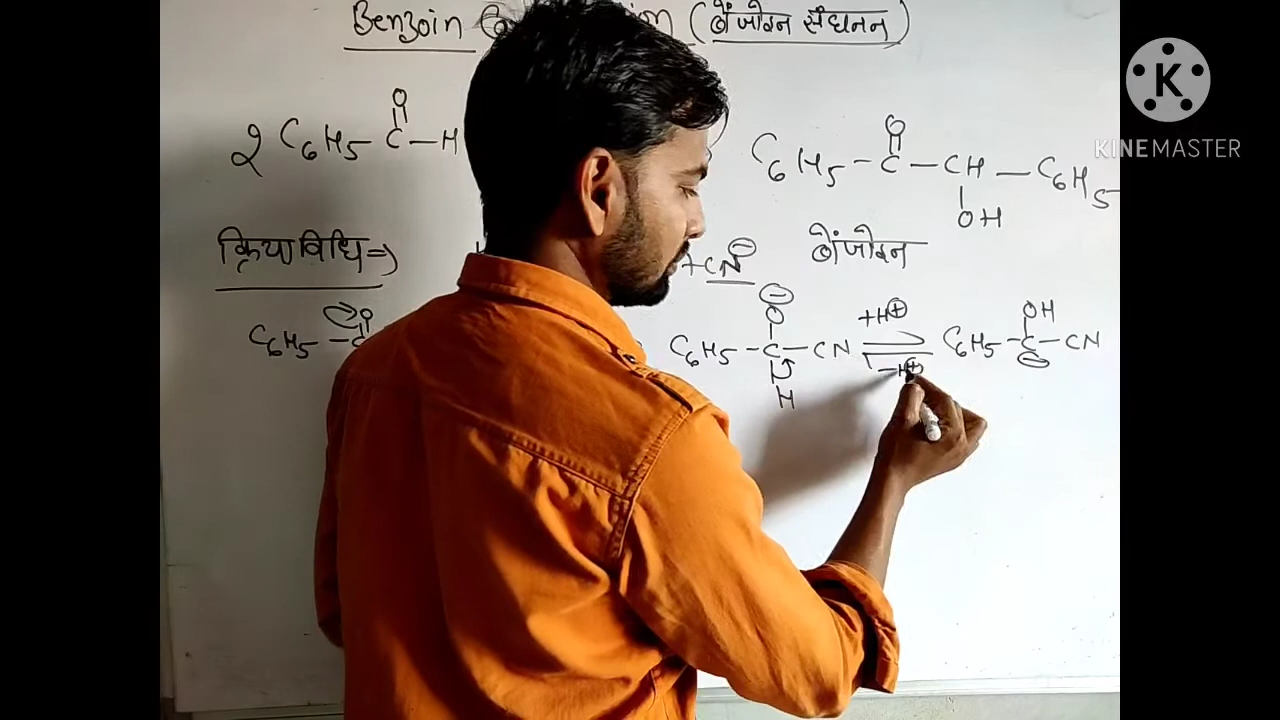 Benzoin (बेंजोइन संघनन)
O
2 C6H5 - C - H
O
C6H5 - C - CH - C6H5
OH
क्रियाविधि =>
+CN⊖
बेंजोइन
C6H5 - C O
⊖
O
C6H5 - C - CN
H
+H⊕
-H⊕
OH
C6H5 - C - CN
⊖
K
KINEMASTER